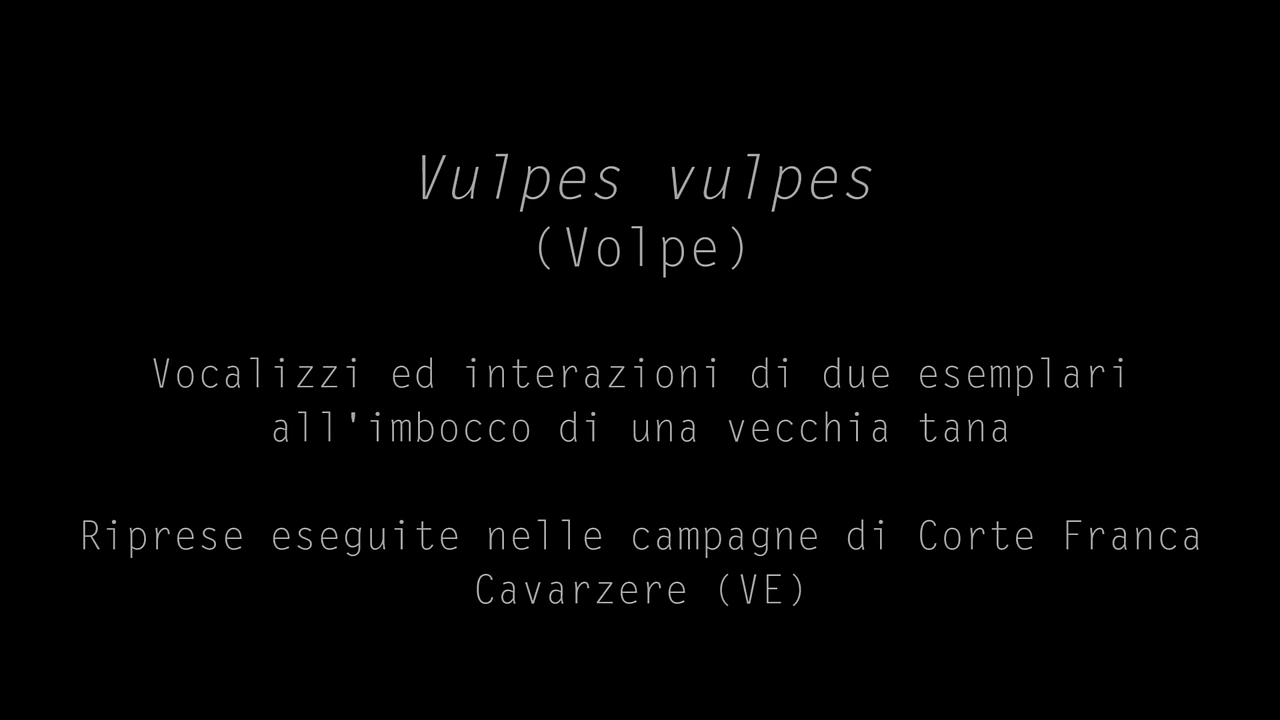 Vulpes vulpes
(Volpe)
Vocalizzi ed interazioni di due esemplari
all'imbocco di una vecchia tana
Riprese eseguite nelle campagne di Corte Franca
Cavarzere (VE)